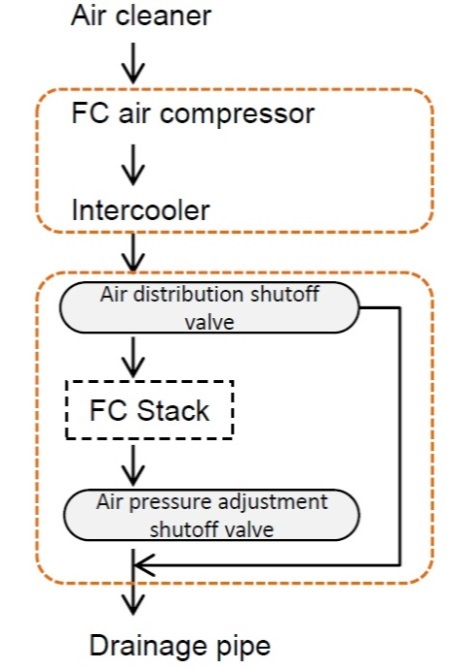 Air cleaner
FC air compressor
Intercooler
Air distribution shutoff
valve
FC Stack
Air pressure adjustment
shutoff valve
Drainage pipe